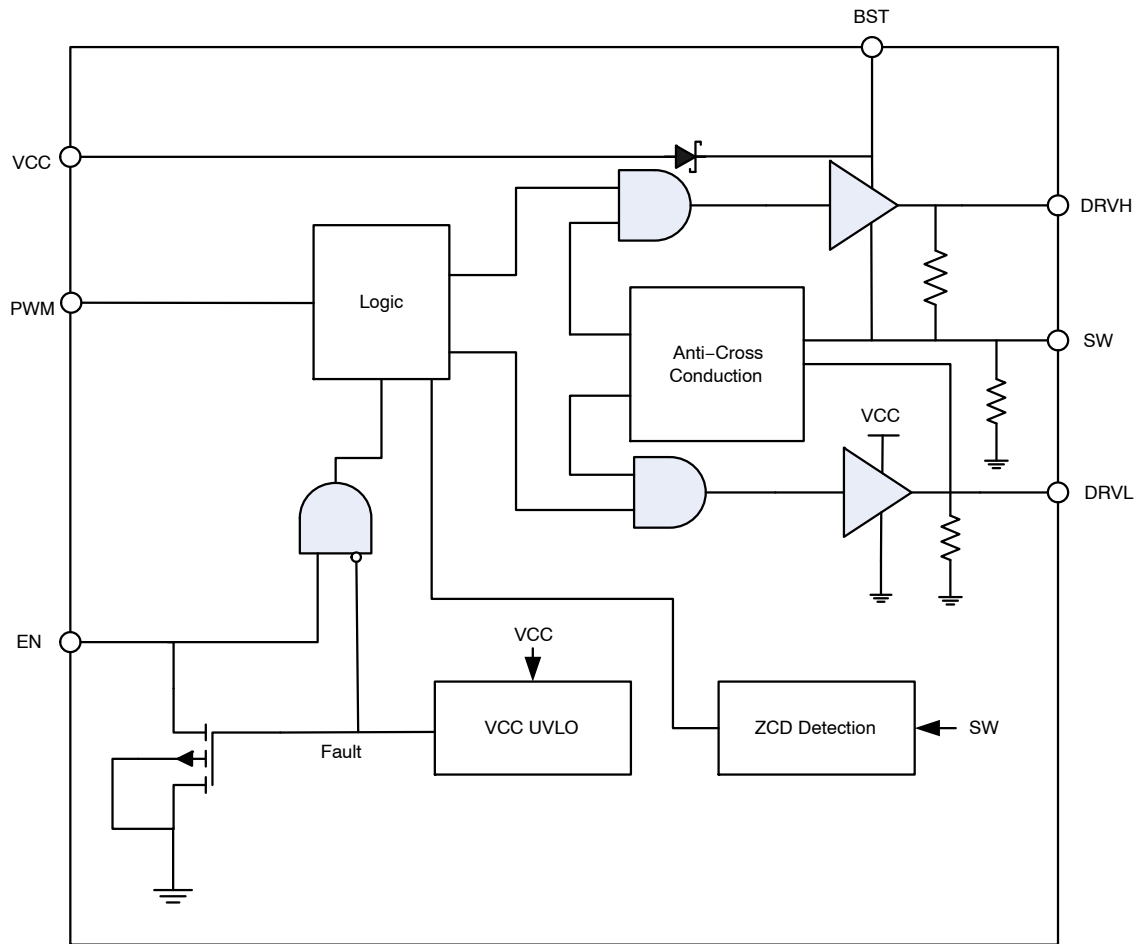 BST
VCC
DRVH
PWM
Logic
SW
Anti−Cross
Conduction
VCC
DRVL
EN
VCC
VCC UVLO
ZCD Detection
SW
Fault